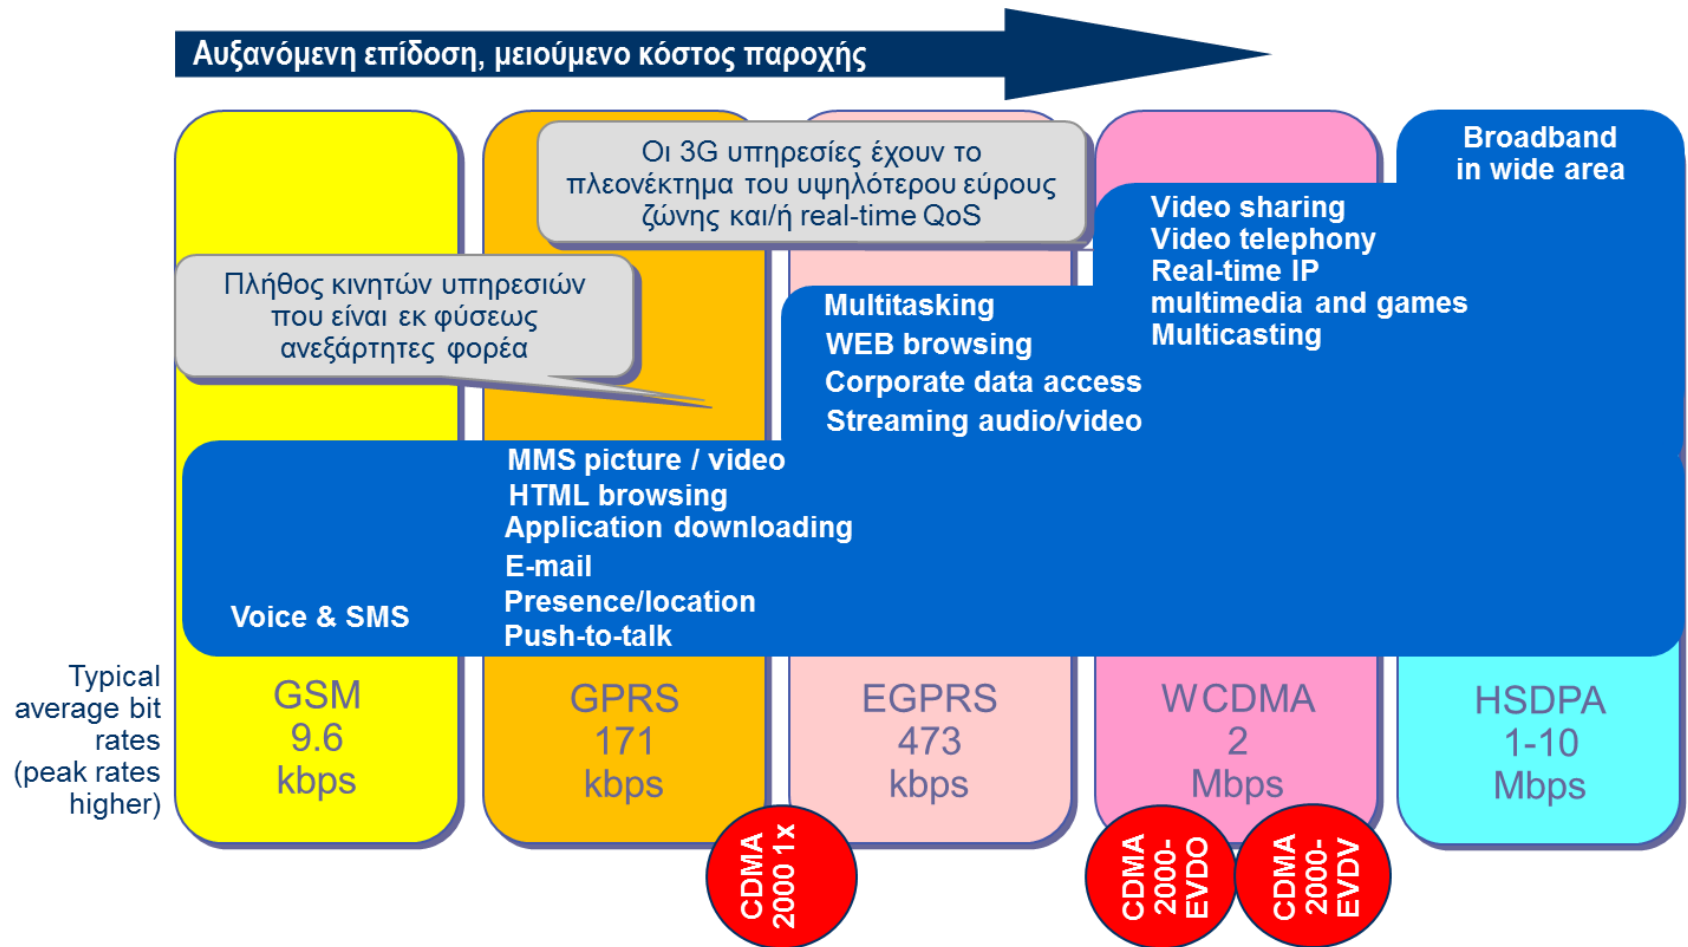 Αυξανόμενη επίδοση, μειούμενο κόστος παροχής
Οι 3G υπηρεσίες έχουν το
πλεονέκτημα του υψηλότερου εύρους
ζώνης και/ή real-time QoS
Πλήθος κινητών υπηρεσιών
που είναι εκ φύσεως
ανεξάρτητες φορέα
Broadband
in wide area
Video sharing
Video telephony
Real-time IP
multimedia and games
Multicasting
Multitasking
WEB browsing
Corporate data access
Streaming audio/video
MMS picture / video
HTML browsing
Application downloading
E-mail
Presence/location
Push-to-talk
Voice & SMS
Typical
average bit
rates
(peak rates
higher)
GSM
9.6
kbps
GPRS
171
kbps
EGPRS
473
kbps
WCDMA
2
Mbps
HSDPA
1-10
Mbps
CDMA
2000 1x
CDMA
2000-
EVDO
CDMA
2000-
EVDV